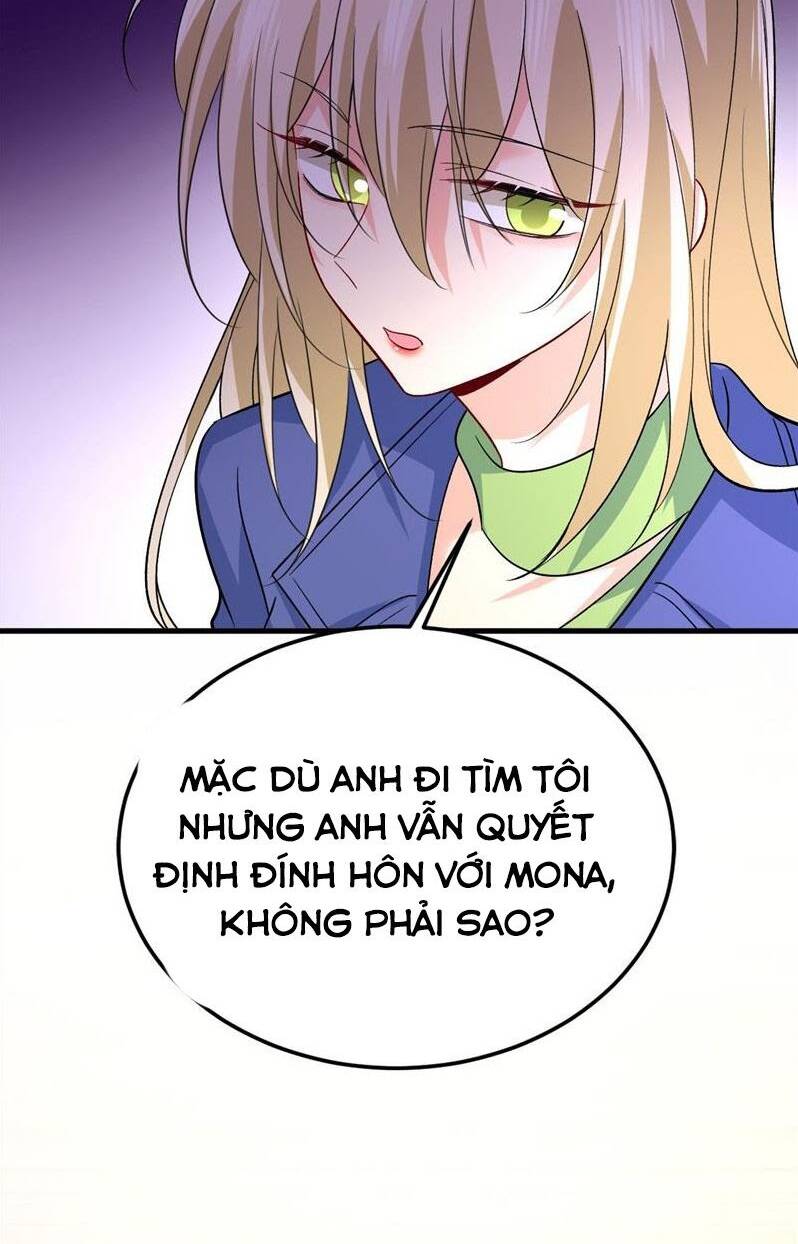 MẶC DÙ ANH ĐI TÌM TÔI
NHƯNG ANH VẪN QUYẾT
ĐỊNH ĐÍNH HÔN VỚI MONA,
KHÔNG PHẢI SAO?